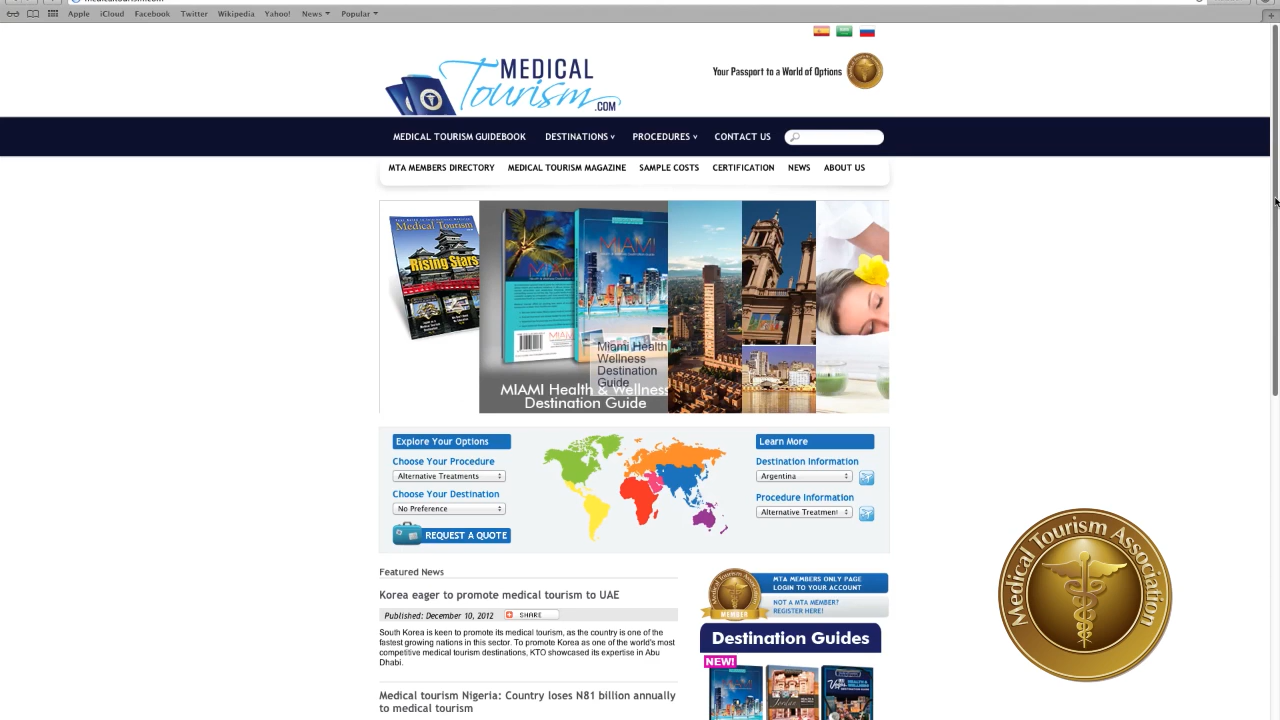 Apple iCloud Facebook Twitter Wikipedia Yahoo! News Popular
Your Passport to a World of Options
MEDICAL
Tourism
.COM
MEDICAL TOURISM GUIDEBOOK DESTINATIONS PROCEDURES CONTACT US
MTA MEMBERS DIRECTORY MEDICAL TOURISM MAGAZINE SAMPLE COSTS CERTIFICATION NEWS ABOUT US
Medical Tourism
Rising Stars
MIAMI
MIAMI
Miami Health
Wellness
Destination
Guide
MIAMI Health & Wellness
Destination Guide
Explore Your Options
Choose Your Procedure
Alternative Treatments
Choose Your Destination
No Preference
REQUEST A QUOTE
Learn More
Destination Information
Argentina
Procedure Information
Alternative Treatment
Featured News
Korea eager to promote medical tourism to UAE
Published: December 10, 2012
SHARE
South Korea is keen to promote its medical tourism, as the country is one of the
fastest growing nations in this sector. To promote Korea as one of the world's most
competitive medical tourism destinations, KTO showcased its expertise in Abu
Dhabi.
Medical tourism Nigeria: Country loses N81 billion annually
to medical tourism
MEMBER
MTA MEMBERS ONLY PAGE
LOGIN TO YOUR ACCOUNT
NOT A MTA MEMBER?
REGISTER HERE!
Destination Guides
NEW!
Jordan
Medical Tourism Association